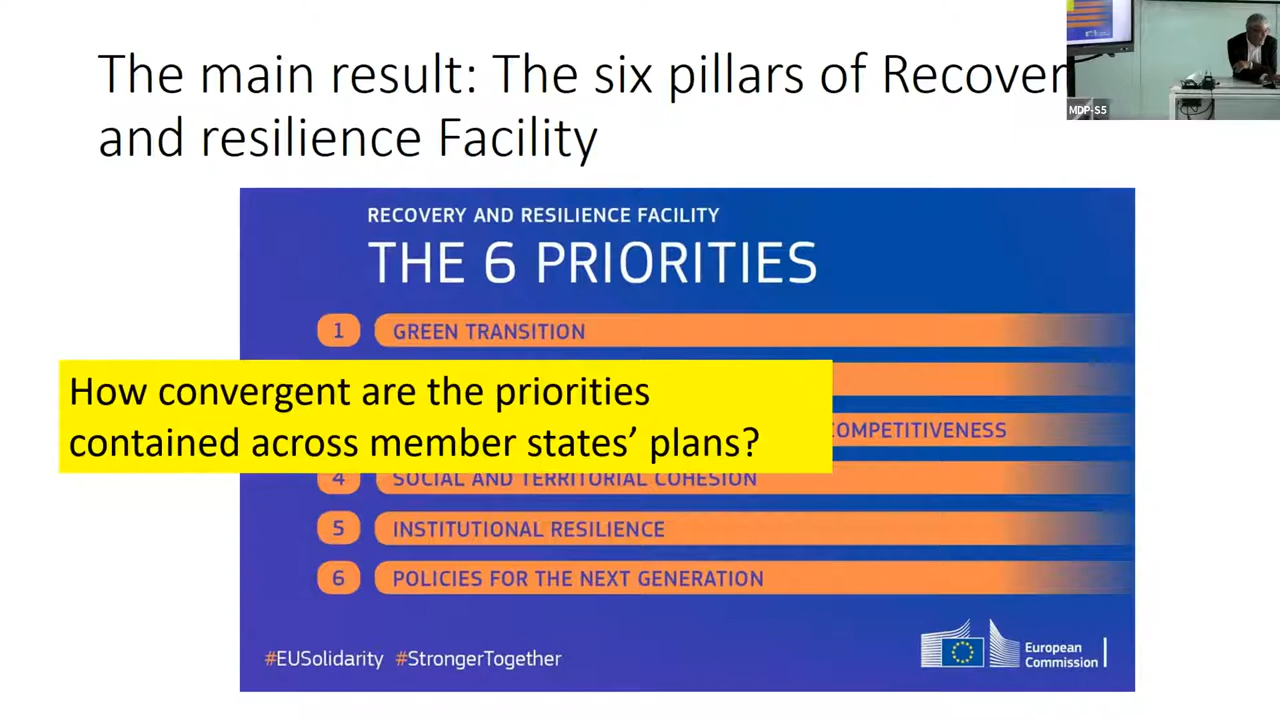 The main result: The six pillars of Recover
and resilience Facility
MDP-S5
RECOVERY AND RESILIENCE FACILITY
THE 6 PRIORITIES
1 GREEN TRANSITION
How convergent are the priorities
contained across member states’ plans?
COMPETITIVENESS
4 SOCIAL AND TERRITORIAL COHESION
5 INSTITUTIONAL RESILIENCE
6 POLICIES FOR THE NEXT GENERATION
#EUSolidarity #StrongerTogether
European
Commission